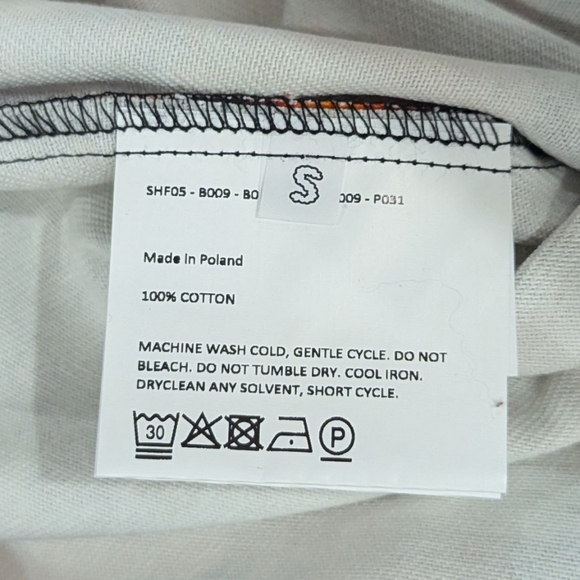 S
SHF05 - B009 - B0 009 - P031
Made In Poland
100% COTTON
MACHINE WASH COLD, GENTLE CYCLE. DO NOT
BLEACH. DO NOT TUMBLE DRY. COOL IRON.
DRYCLEAN ANY SOLVENT, SHORT CYCLE.
30 P